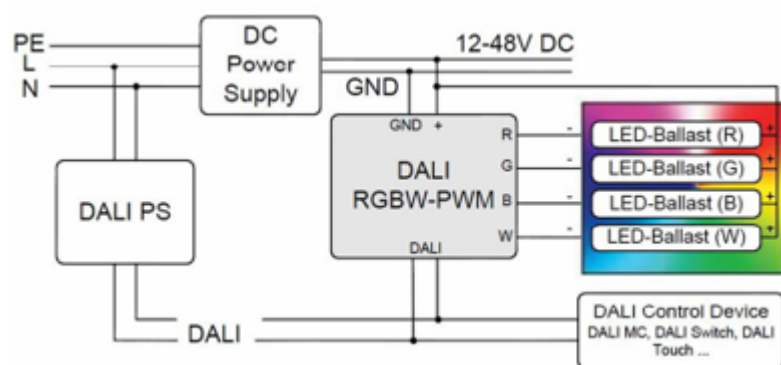 PE
L
N
DC
Power
Supply
12-48V DC
GND
GND +
DALI
RGBW-PWM
DALI
R
G
B
W
- LED-Ballast (R) +
- LED-Ballast (G) +
- LED-Ballast (B) +
- LED-Ballast (W) +
DALI PS
DALI
DALI Control Device
DALI MC, DALI Switch, DALI
Touch ...